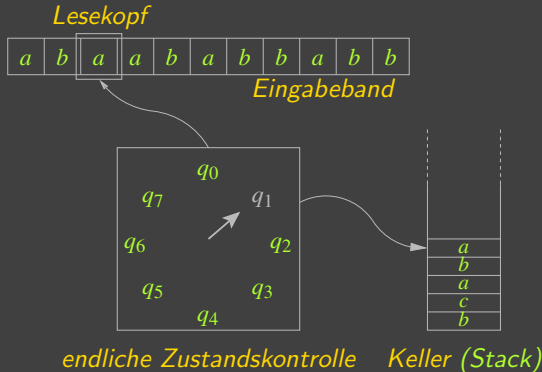 Lesekopf
a b a a b a b b a b b
Eingabeband
q0
q7 q1
q6 q2
q5 q3
q4
a
b
a
c
b
endliche Zustandskontrolle Keller (Stack)